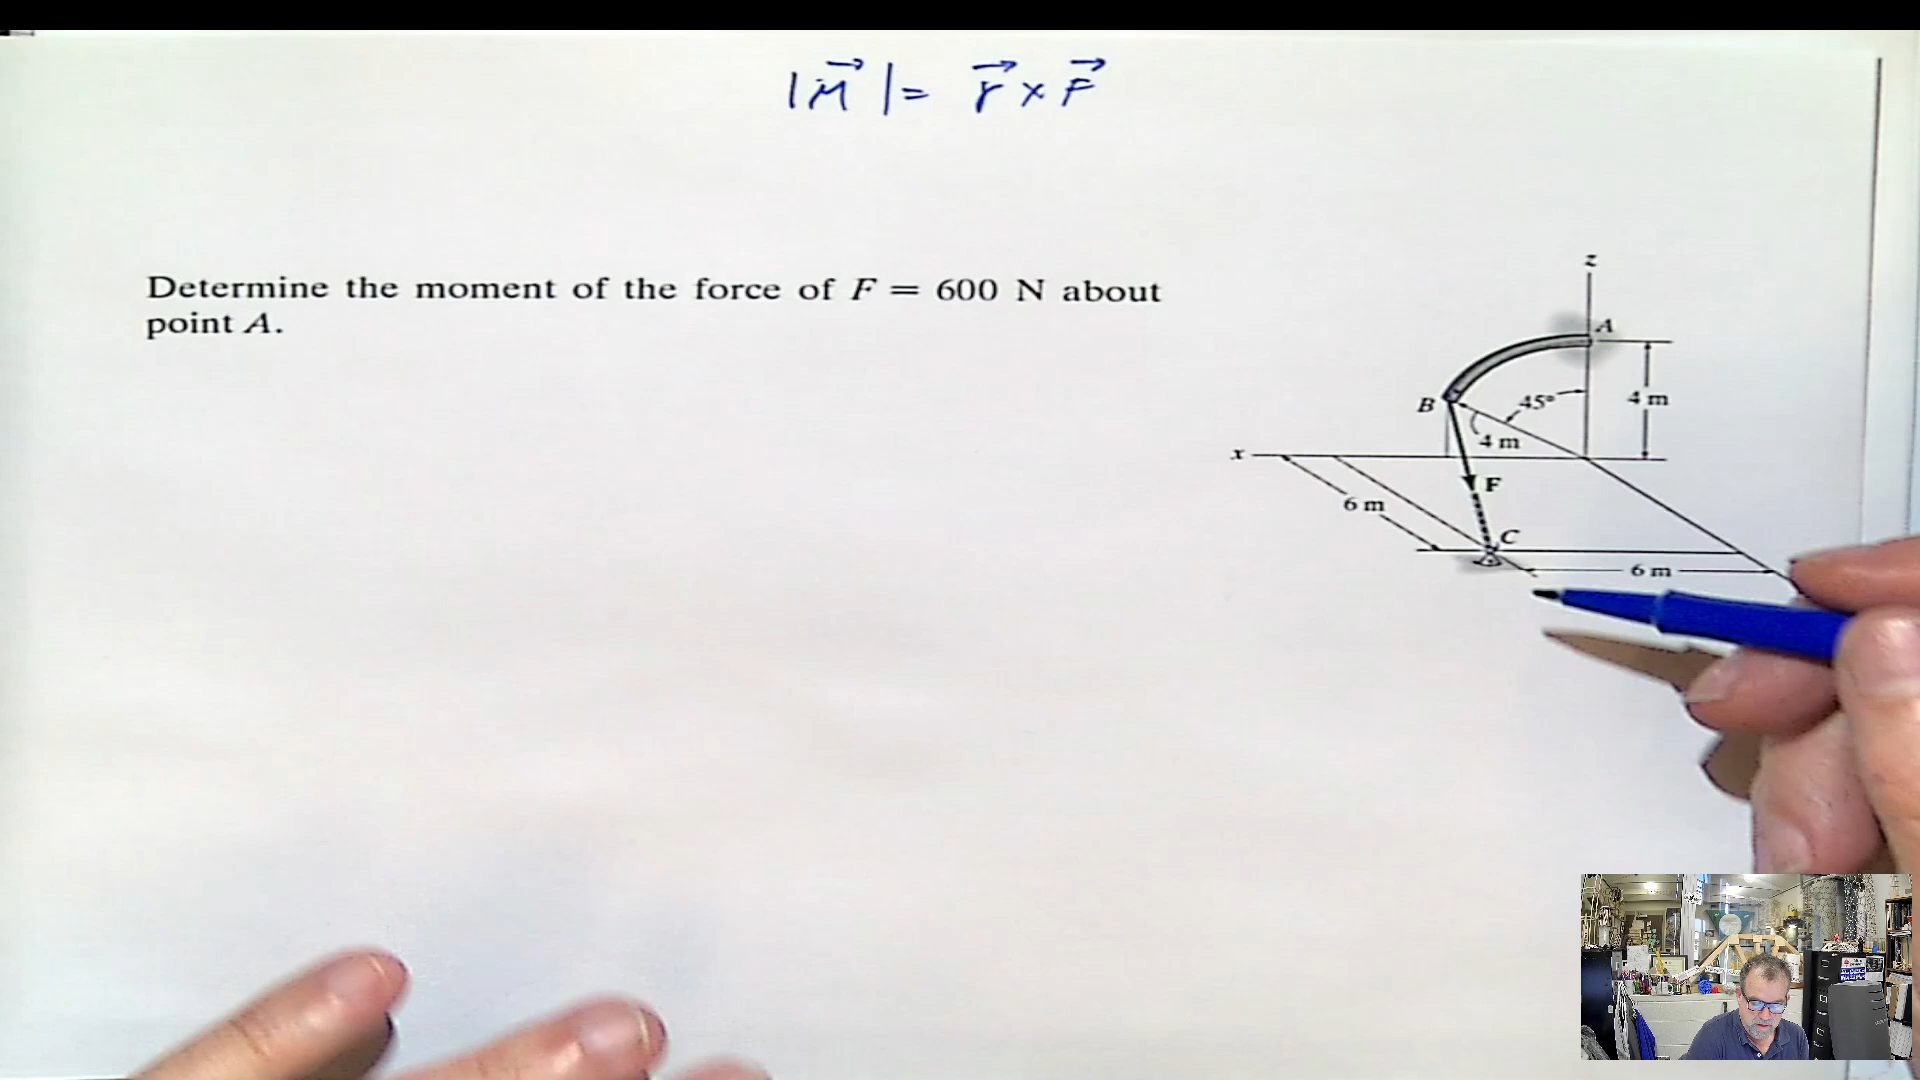 |M⃗| = r⃗ × F⃗
Determine the moment of the force of F = 600 N about
point A.
z
A
45°
4 m
B
4 m
x
F
6 m
C
6 m